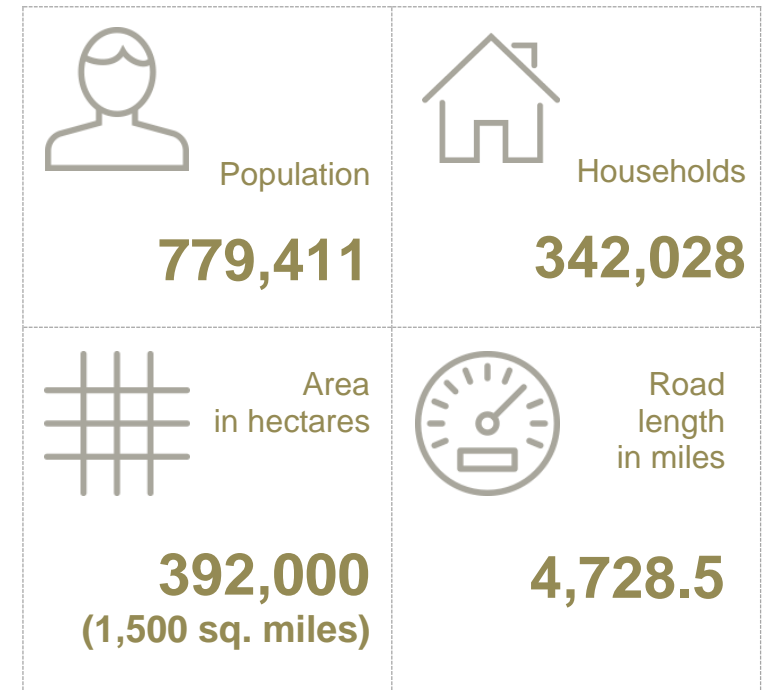 Population
779,411
Households
342,028
Area
in hectares
392,000
(1,500 sq. miles)
Road
length
in miles
4,728.5